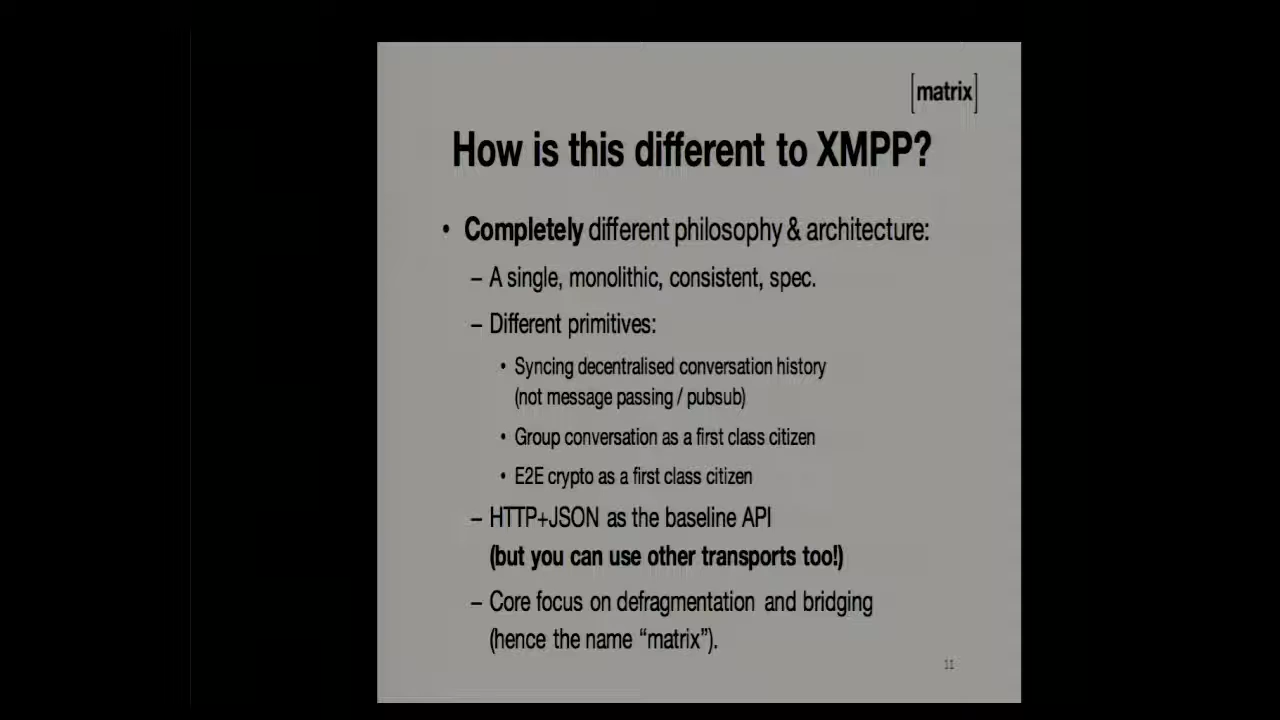 [matrix]
How is this different to XMPP?
• Completely different philosophy & architecture:
– A single, monolithic, consistent, spec.
– Different primitives:
• Syncing decentralised conversation history
(not message passing / pubsub)
• Group conversation as a first class citizen
• E2E crypto as a first class citizen
– HTTP+JSON as the baseline API
(but you can use other transports too!)
– Core focus on defragmentation and bridging
(hence the name “matrix”).
11